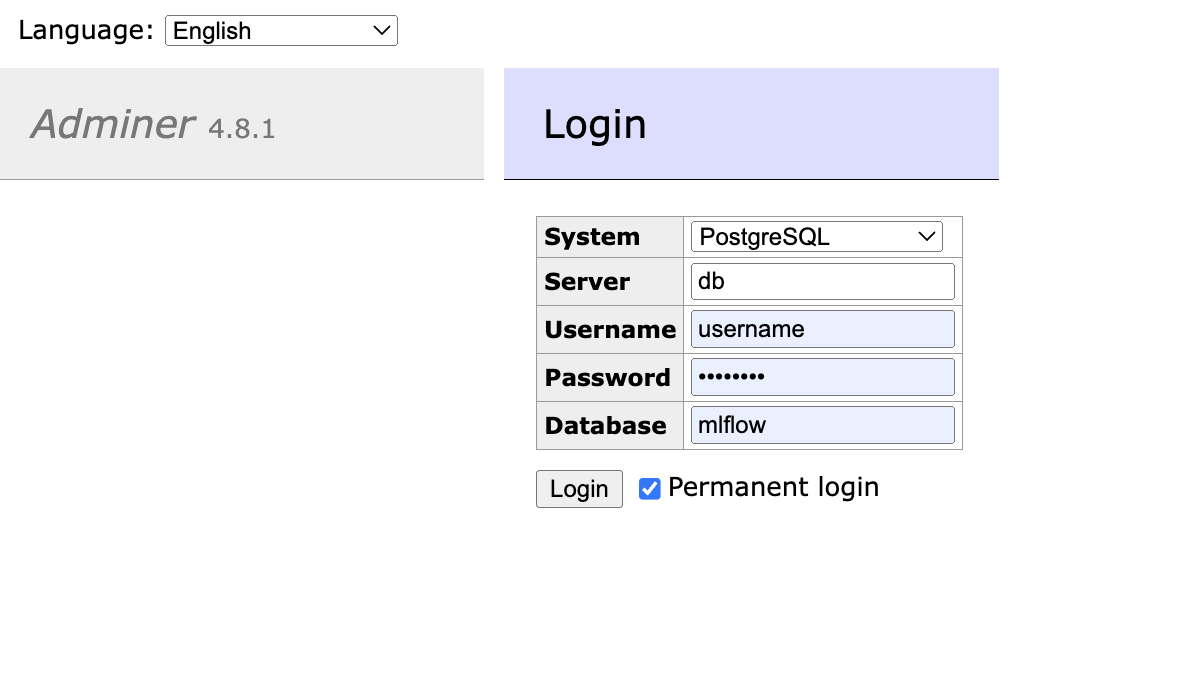 Language: English
Adminer 4.8.1
Login
System PostgreSQL
Server db
Username username
Password ••••••••
Database mlflow
Login Permanent login